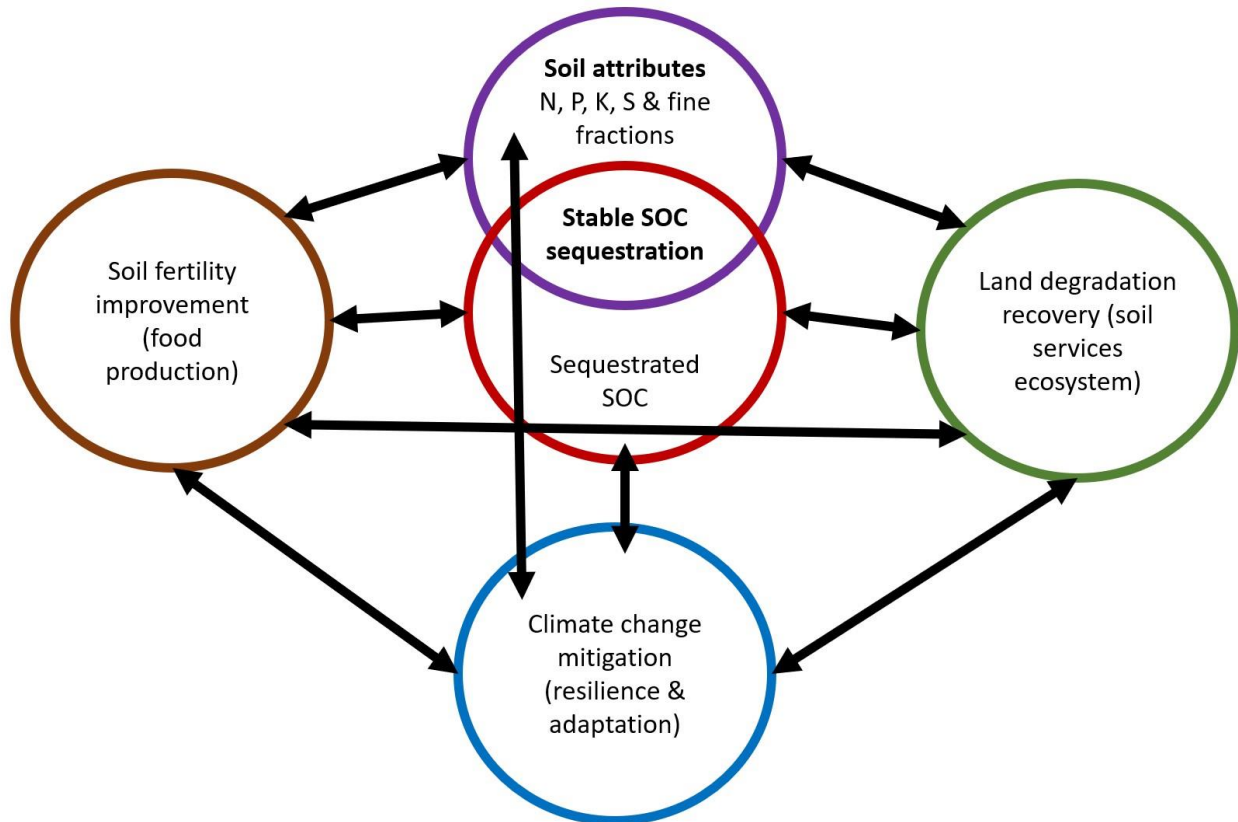 Soil attributes
N, P, K, S & fine
fractions
Stable SOC
sequestration
Sequestrated
SOC
Soil fertility
improvement
(food
production)
Land degradation
recovery (soil
services
ecosystem)
Climate change
mitigation
(resilience &
adaptation)